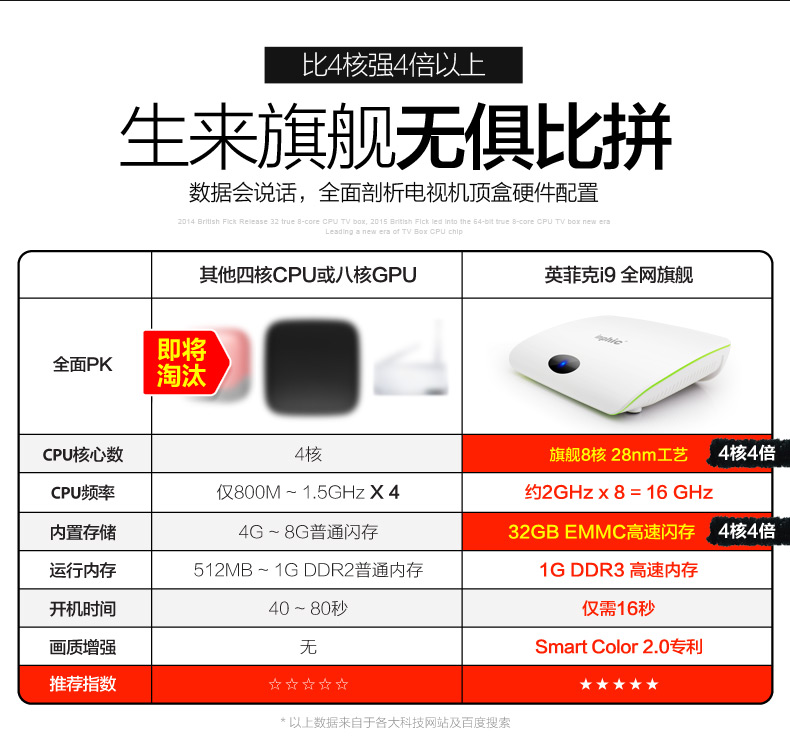 比4核强4倍以上
生来旗舰无俱比拼
数据会说话，全面剖析电视机顶盒硬件配置
2014 British Fick Release 32 true 8-core CPU TV box, 2015 British Fick led into the 64-bit true 8-core CPU TV box new era
Leading a new era of TV Box CPU chip
其他四核CPU或八核GPU 英菲克i9 全网旗舰
全面PK
即将
淘汰
inphic
CPU核心数 4核 旗舰8核 28nm工艺 4核4倍
CPU频率 仅800M ~ 1.5GHz X 4 约2GHz x 8 = 16 GHz
内置存储 4G ~ 8G普通闪存 32GB EMMC高速闪存 4核4倍
运行内存 512MB ~ 1G DDR2普通内存 1G DDR3 高速内存
开机时间 40 ~ 80秒 仅需16秒
画质增强 无 Smart Color 2.0专利
推荐指数 ☆☆☆☆☆ ★★★★★
* 以上数据来自于各大科技网站及百度搜索